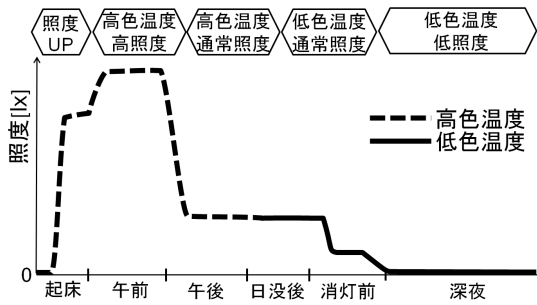 照度
UP
高色温度
高照度
高色温度
通常照度
低色温度
通常照度
低色温度
低照度
照度[lx]
高色温度
低色温度
0
起床 午前 午後 日没後 消灯前 深夜